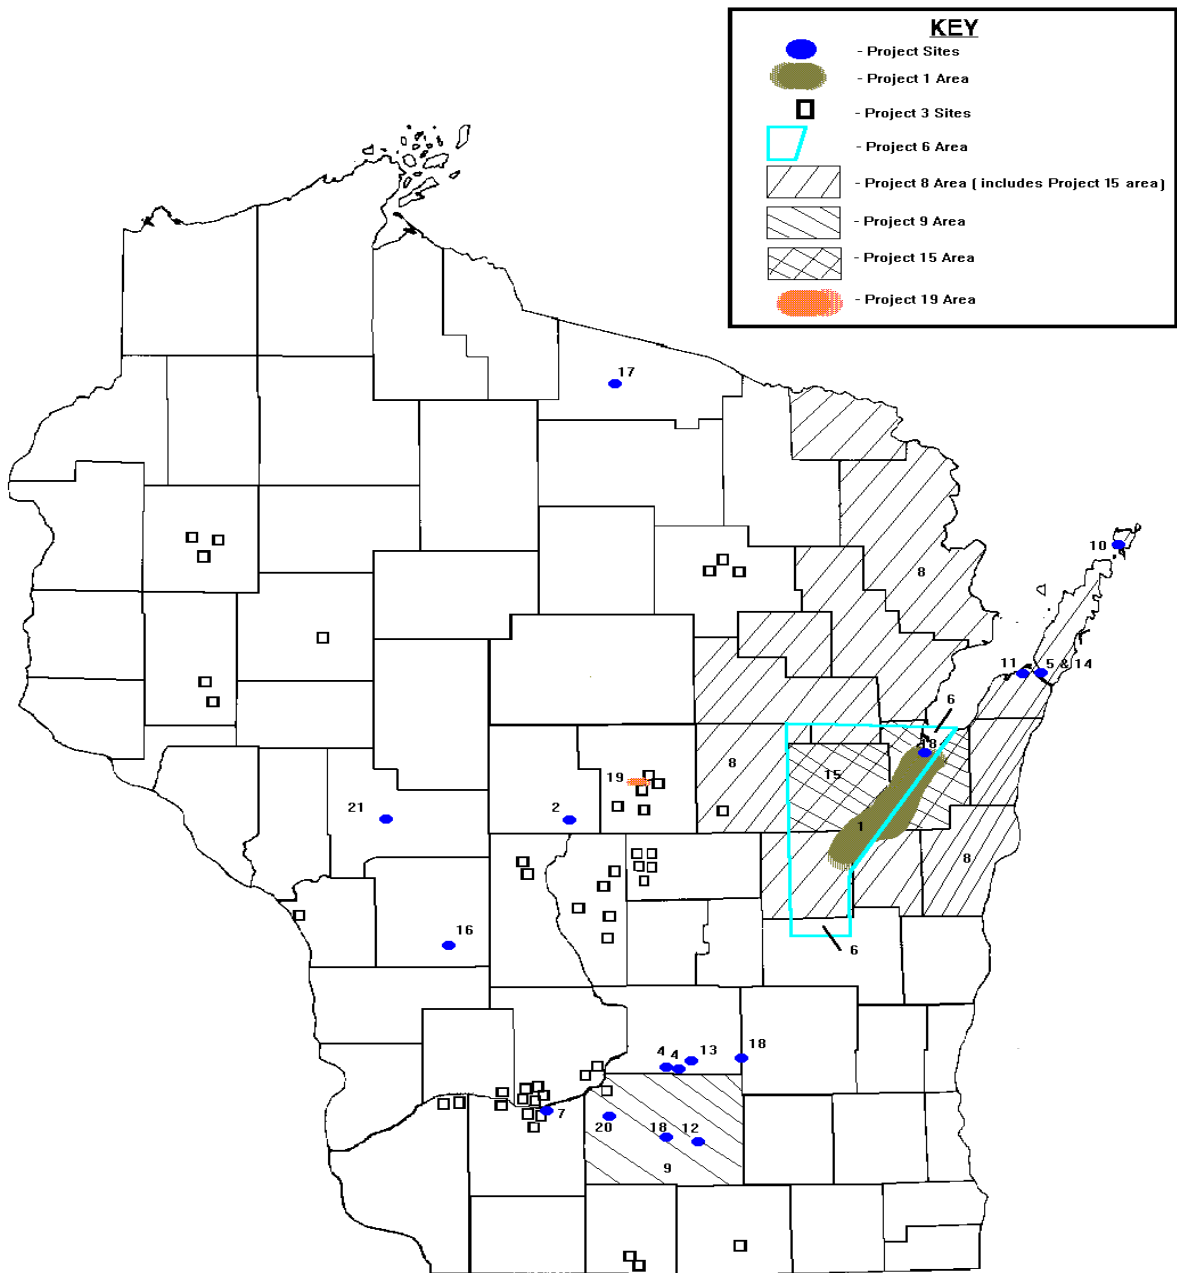 KEY
- Project Sites
- Project 1 Area
- Project 3 Sites
- Project 6 Area
- Project 8 Area ( includes Project 15 area)
- Project 9 Area
- Project 15 Area
- Project 19 Area
17
10
8
11
5 & 14
6
18
8
15
19
21
2
1
8
16
6
4
4
13
18
7
20
18
12
9